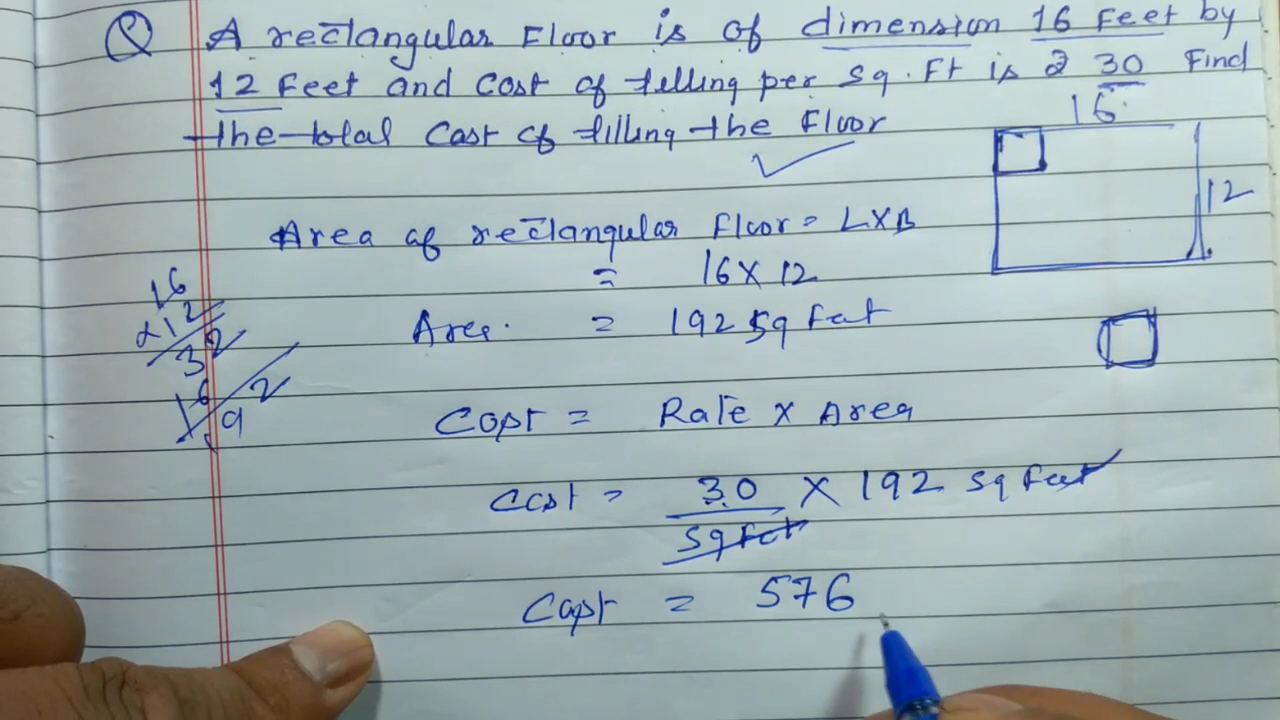 Q A rectangular Floor is of dimension 16 Feet by
12 Feet and Cost of telling per Sq. Ft is ₹ 30 Find
the total Cast of tilling the Floor
16
12
Area of rectangular Floor = L X B
= 16 X 12
Area = 192 Sq Feet
16
x 12
32
16
192
Cost = Rate x Area
Cost = 30 X 192 sq Feet
Sq Feet
Cost = 576